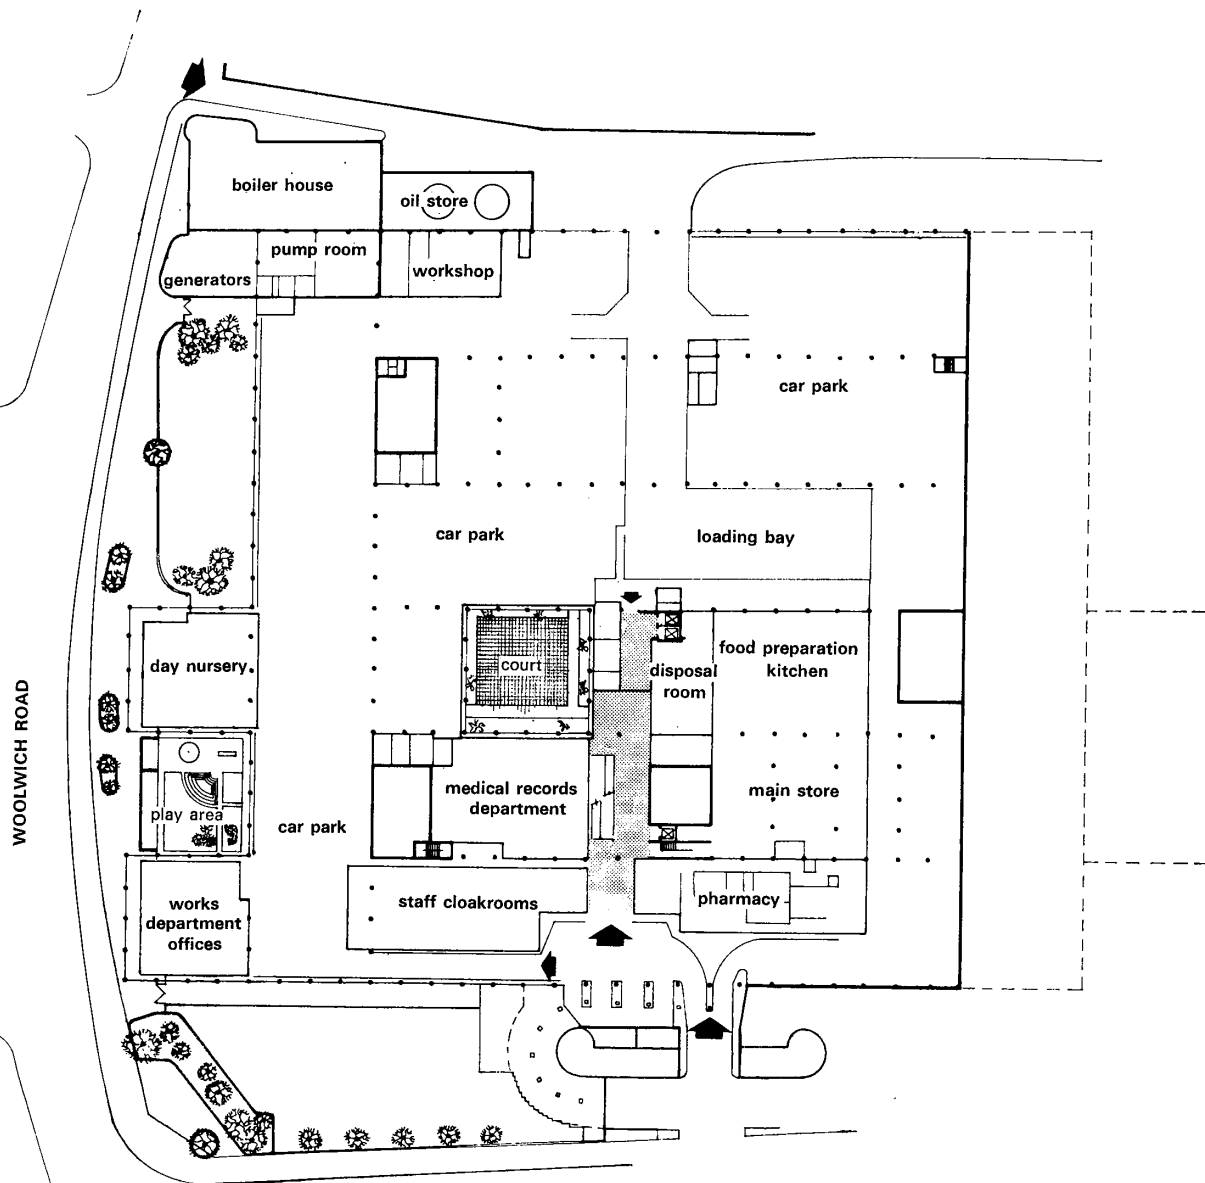 boiler house
oil store
pump room
generators
workshop
car park
car park
loading bay
day nursery
court
disposal
room
food preparation
kitchen
medical records
department
main store
play area
car park
WOOLWICH ROAD
works
department
offices
staff cloakrooms
pharmacy